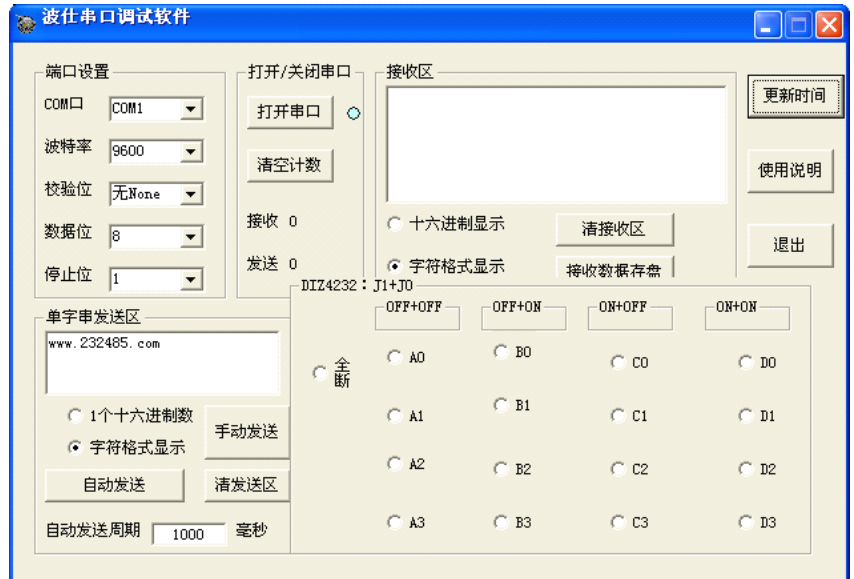 波仕串口调试软件
端口设置
COM口 COM1
波特率 9600
校验位 无None
数据位 8
停止位 1
打开/关闭串口
打开串口
清空计数
接收 0
发送 0
接收区
十六进制显示 清接收区
字符格式显示 接收数据存盘
更新时间
使用说明
退出
单字串发送区
www.232485.com
1个十六进制数
字符格式显示
手动发送
自动发送 清发送区
自动发送周期 1000 毫秒
DIZ4232:J1+J0
OFF+OFF OFF+ON ON+OFF ON+ON
全断
A0 B0 C0 D0
A1 B1 C1 D1
A2 B2 C2 D2
A3 B3 C3 D3